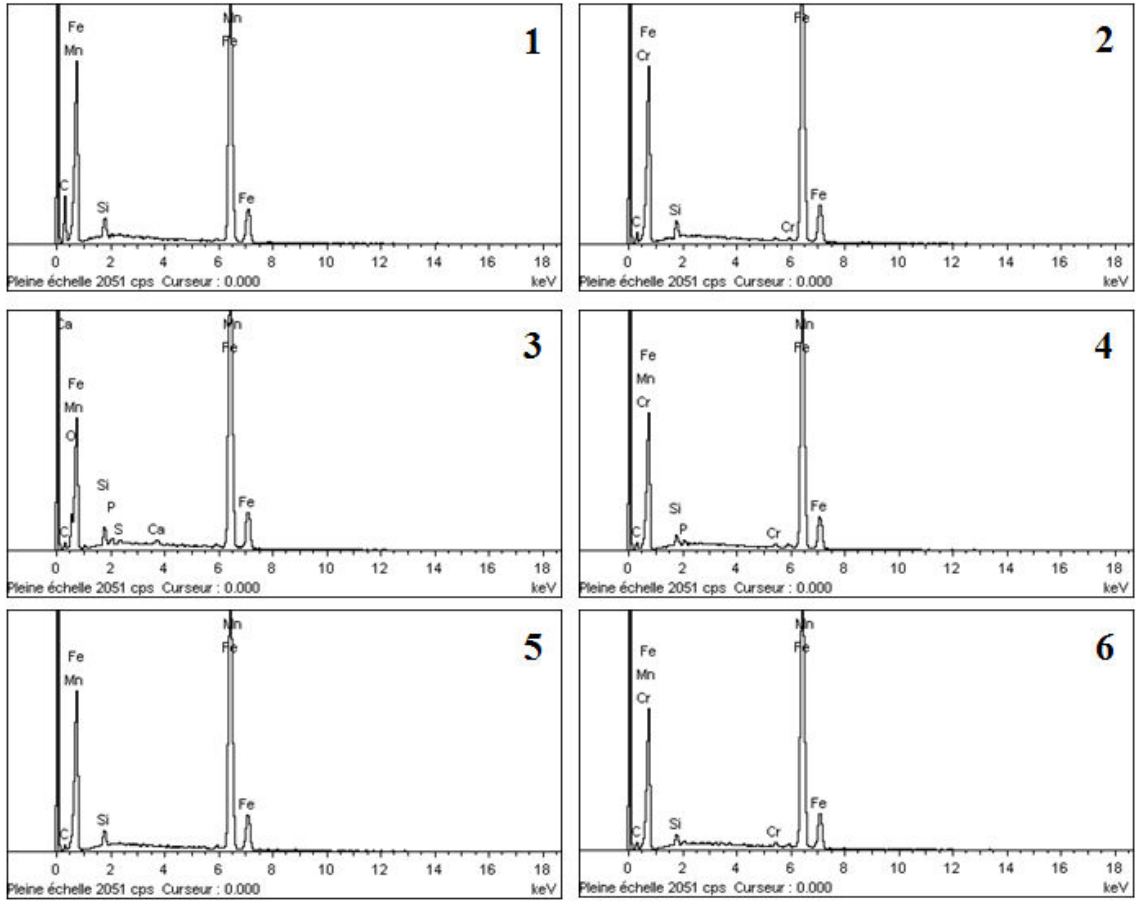 Fe
Mn
C
Si
Mn
Fe
Fe
1
0 2 4 6 8 10 12 14 16 18
Pleine échelle 2051 cps Curseur : 0.000 keV
Fe
Cr
C
Si
Cr
Fe
Fe
2
0 2 4 6 8 10 12 14 16 18
Pleine échelle 2051 cps Curseur : 0.000 keV
Ca
Fe
Mn
O
C
Si
P
S
Ca
Mn
Fe
Fe
3
0 2 4 6 8 10 12 14 16 18
Pleine échelle 2051 cps Curseur : 0.000 keV
Fe
Mn
Cr
C
Si
P
Cr
Mn
Fe
Fe
4
0 2 4 6 8 10 12 14 16 18
Pleine échelle 2051 cps Curseur : 0.000 keV
Fe
Mn
C
Si
Mn
Fe
Fe
5
0 2 4 6 8 10 12 14 16 18
Pleine échelle 2051 cps Curseur : 0.000 keV
Fe
Mn
Cr
C
Si
Cr
Mn
Fe
Fe
6
0 2 4 6 8 10 12 14 16 18
Pleine échelle 2051 cps Curseur : 0.000 keV